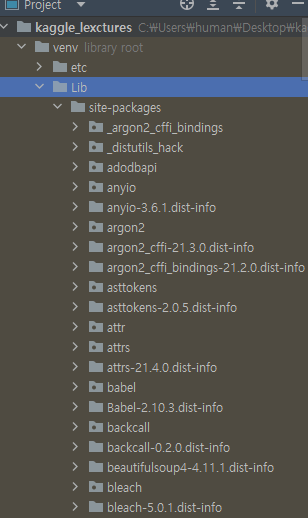 Project
kaggle_lexctures C:₩Users₩human₩Desktop₩ka
venv library root
etc
Lib
site-packages
_argon2_cffi_bindings
_distutils_hack
adodbapi
anyio
anyio-3.6.1.dist-info
argon2
argon2_cffi-21.3.0.dist-info
argon2_cffi_bindings-21.2.0.dist-info
asttokens
asttokens-2.0.5.dist-info
attr
attrs
attrs-21.4.0.dist-info
babel
Babel-2.10.3.dist-info
backcall
backcall-0.2.0.dist-info
beautifulsoup4-4.11.1.dist-info
bleach
bleach-5.0.1.dist-info